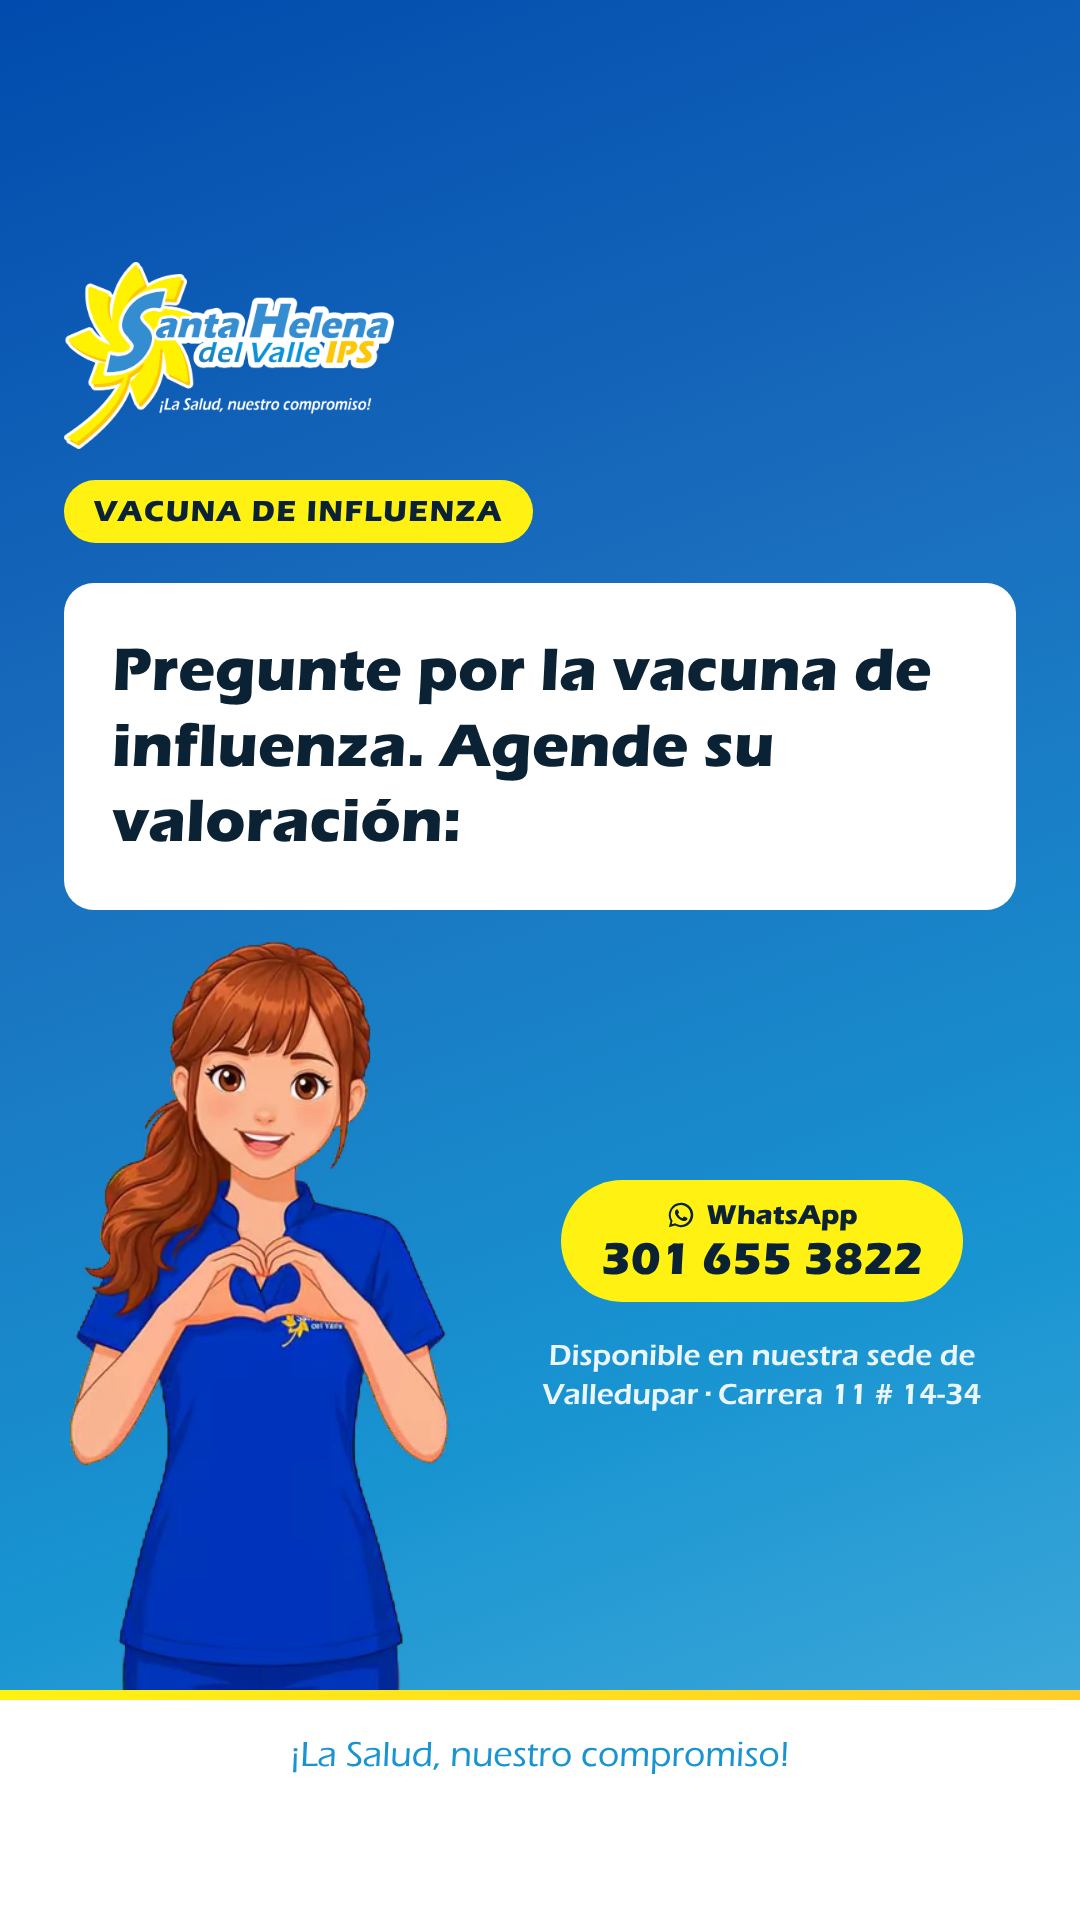 Santa Helena
del Valle IPS
¡La Salud, nuestro compromiso!
VACUNA DE INFLUENZA
Pregunte por la vacuna de
influenza. Agende su
valoración:
WhatsApp
301 655 3822
del Valle
Disponible en nuestra sede de
Valledupar · Carrera 11 # 14-34
¡La Salud, nuestro compromiso!